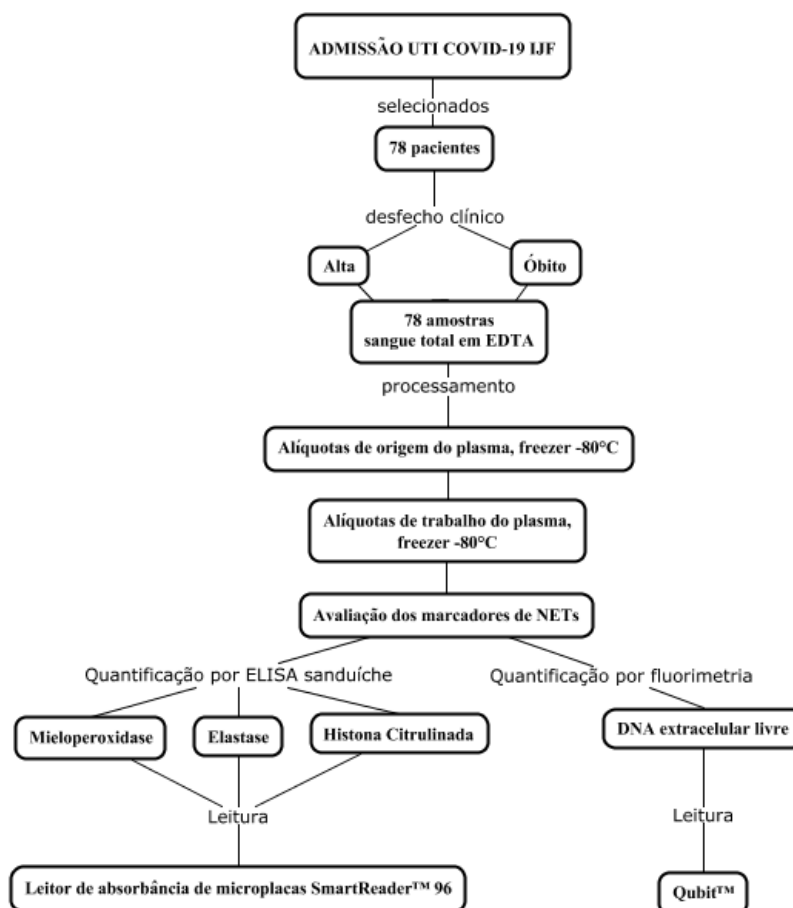 ADMISSÃO UTI COVID-19 IJF
selecionados
78 pacientes
desfecho clínico
Alta
Óbito
78 amostras
sangue total em EDTA
processamento
Alíquotas de origem do plasma, freezer -80°C
Alíquotas de trabalho do plasma,
freezer -80°C
Avaliação dos marcadores de NETs
Quantificação por ELISA sanduíche
Quantificação por fluorimetria
Mieloperoxidase
Elastase
Histona Citrulinada
DNA extracelular livre
Leitura
Leitura
Leitor de absorbância de microplacas SmartReader™ 96
Qubit™